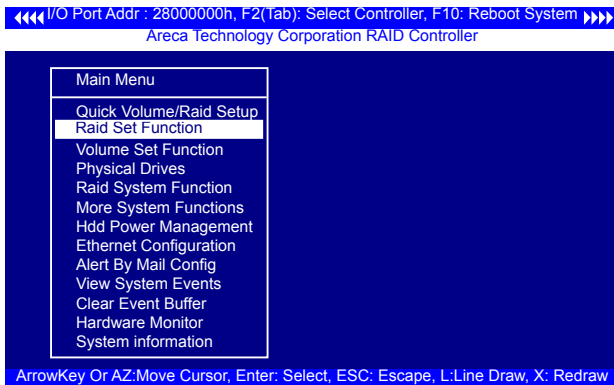 I/O Port Addr : 28000000h, F2(Tab): Select Controller, F10: Reboot System
Areca Technology Corporation RAID Controller
Main Menu
Quick Volume/Raid Setup
Raid Set Function
Volume Set Function
Physical Drives
Raid System Function
More System Functions
Hdd Power Management
Ethernet Configuration
Alert By Mail Config
View System Events
Clear Event Buffer
Hardware Monitor
System information
ArrowKey Or AZ:Move Cursor, Enter: Select, ESC: Escape, L:Line Draw, X: Redraw